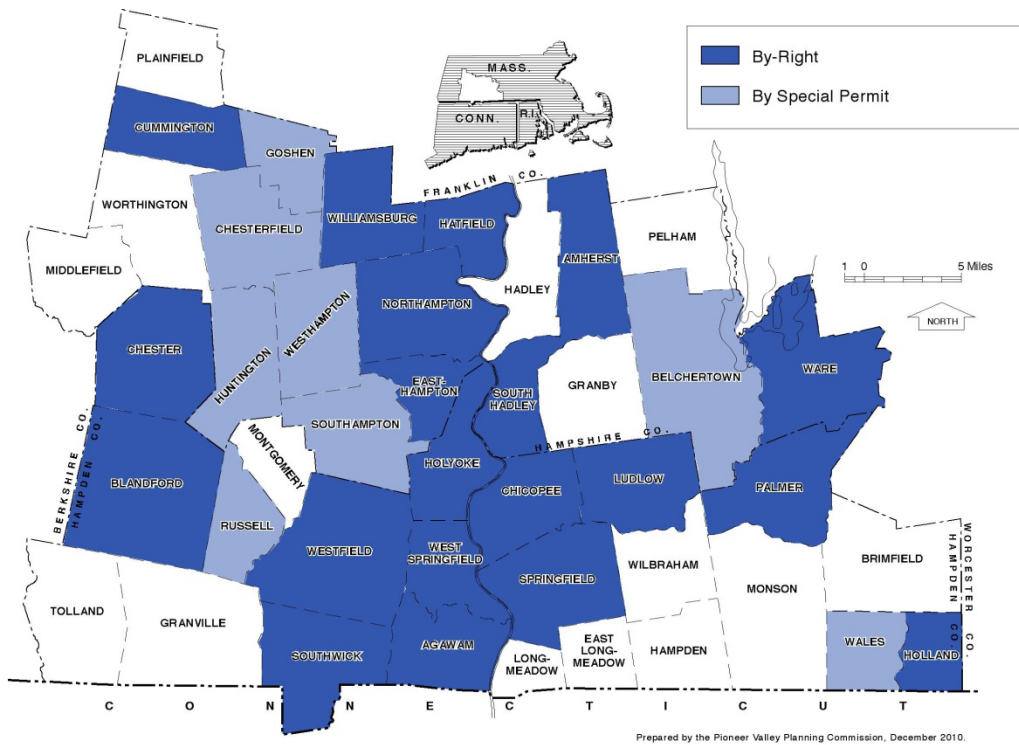 PLAINFIELD
MASS.
By-Right
CONN.
R.I.
By Special Permit
CUMMINGTON
GOSHEN
FRANKLIN CO.
WORTHINGTON
CHESTERFIELD
WILLIAMSBURG
HATFIELD
PELHAM
AMHERST
MIDDLEFIELD
HADLEY
1 0 5 Miles
NORTHAMPTON
NORTH
WESTHAMPTON
CHESTER
HUNTINGTON
EAST-
HAMPTON
SOUTH
HADLEY
GRANBY
BELCHERTOWN
WARE
SOUTHAMPTON
MONTGOMERY
HAMPSHIRE CO.
HOLYOKE
BERKSHIRE CO.
HAMPDEN CO.
BLANDFORD
CHICOPEE
LUDLOW
PALMER
RUSSELL
WESTFIELD
WEST
SPRINGFIELD
SPRINGFIELD
WILBRAHAM
MONSON
BRIMFIELD
HAMPDEN CO.
WORCESTER CO.
TOLLAND
GRANVILLE
SOUTHWICK
AGAWAM
LONG-
MEADOW
EAST
LONG-
MEADOW
HAMPDEN
WALES
HOLLAND
CONNECTICUT
Prepared by the Pioneer Valley Planning Commission, December 2010.